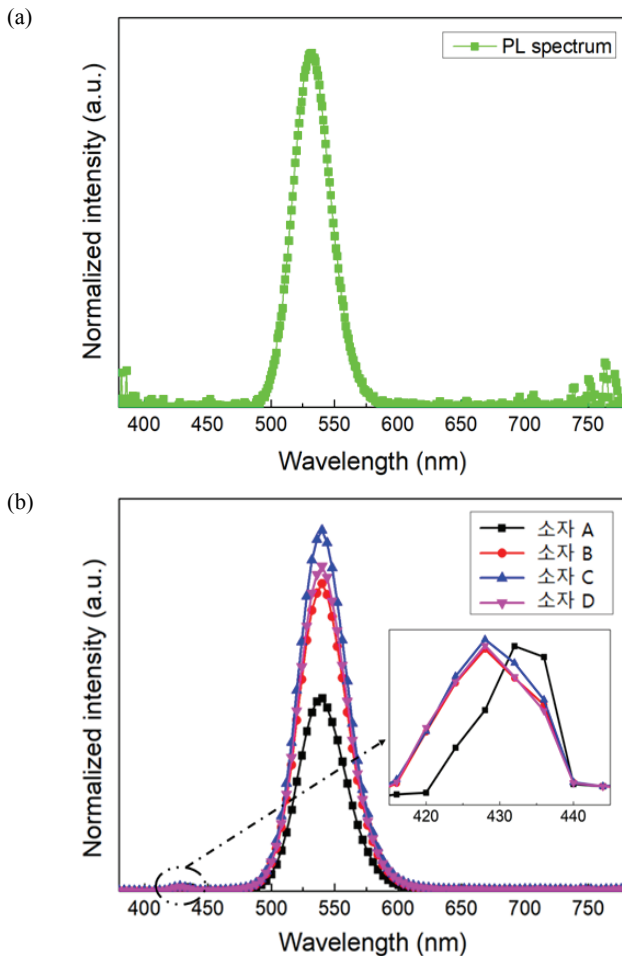 (a)
PL spectrum
Normalized intensity (a.u.)
400 450 500 550 600 650 700 750
Wavelength (nm)
(b)
소자 A
소자 B
소자 C
소자 D
420 430 440
Normalized intensity (a.u.)
400 450 500 550 600 650 700 750
Wavelength (nm)